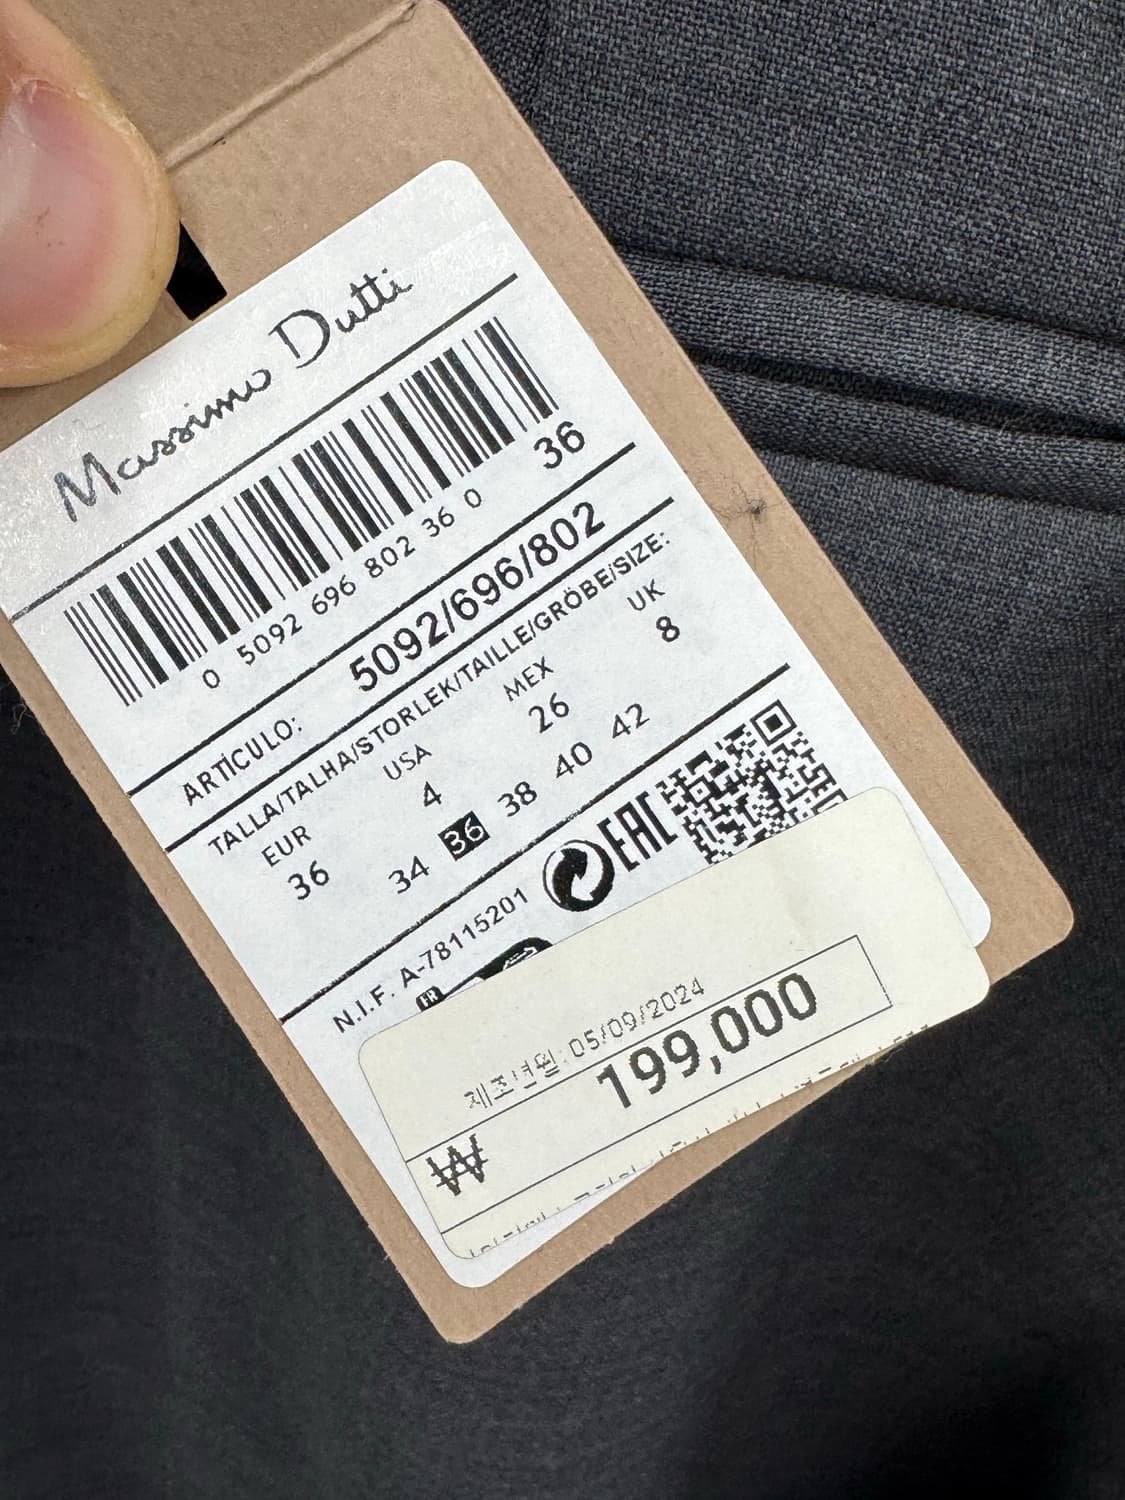 Massimo Dutti
36
0 5092 696 802 36 0
ARTÍCULO: 5092/696/802
TALLA/TALHA/STORLEK/TAILLE/GRÖBE/SIZE:
EUR USA MEX UK
36 4 26 8
34 36 38 40 42
N.I.F. A-78115201 EAC
FR
제조년월: 05/09/2024
₩ 199,000